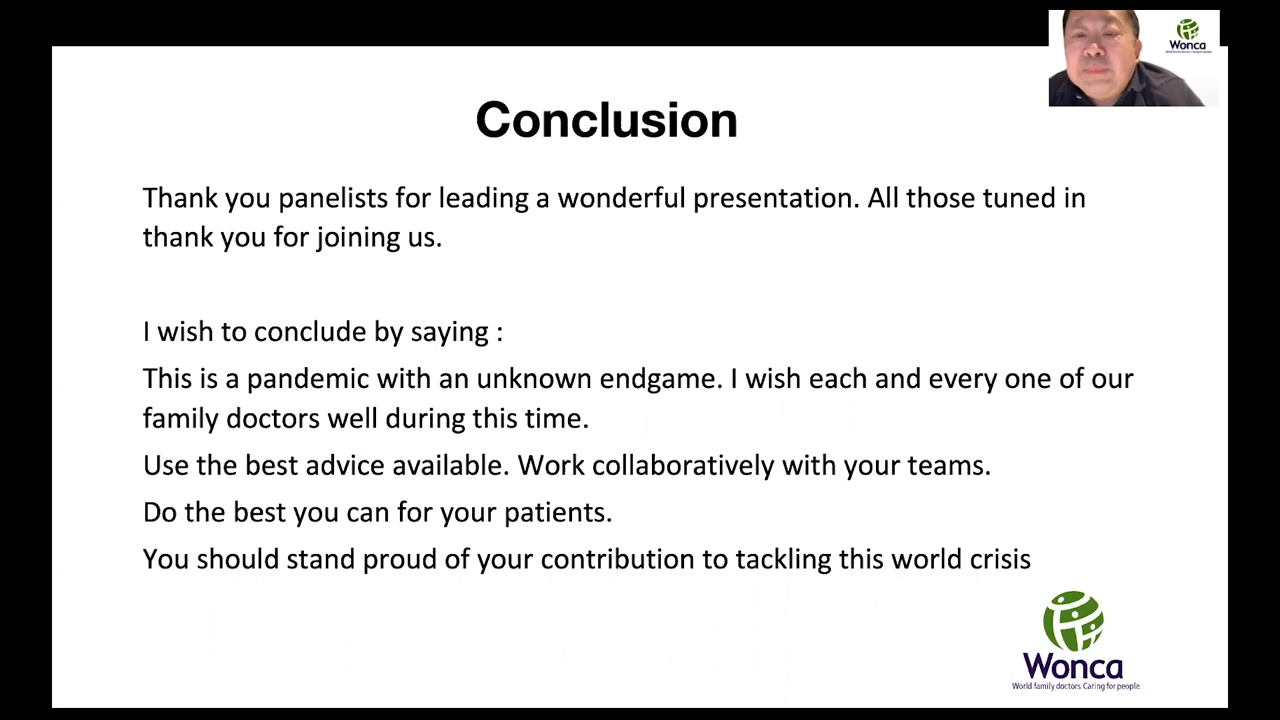 Wonca
Conclusion
Thank you panelists for leading a wonderful presentation. All those tuned in
thank you for joining us.
I wish to conclude by saying :
This is a pandemic with an unknown endgame. I wish each and every one of our
family doctors well during this time.
Use the best advice available. Work collaboratively with your teams.
Do the best you can for your patients.
You should stand proud of your contribution to tackling this world crisis
Wonca
World family doctors. Caring for people.